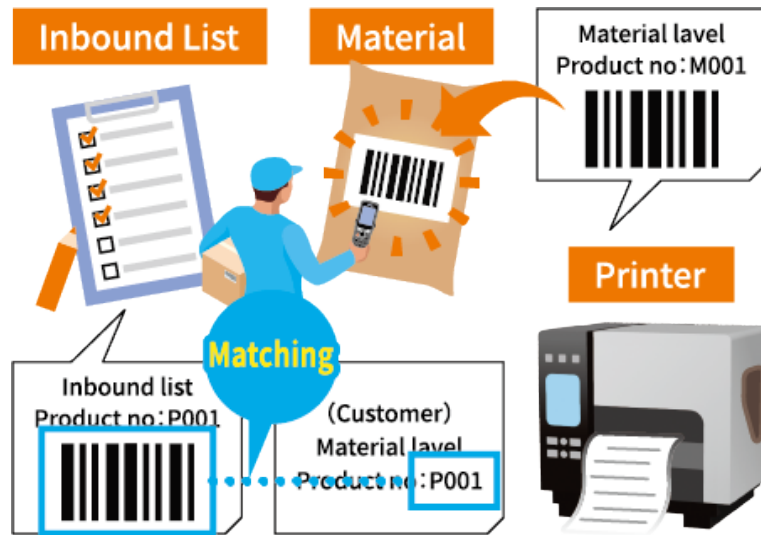 Inbound List
Material
Material lavel
Product no:M001
Printer
Matching
Inbound list
Product no:P001
(Customer)
Material lavel
Product no:P001